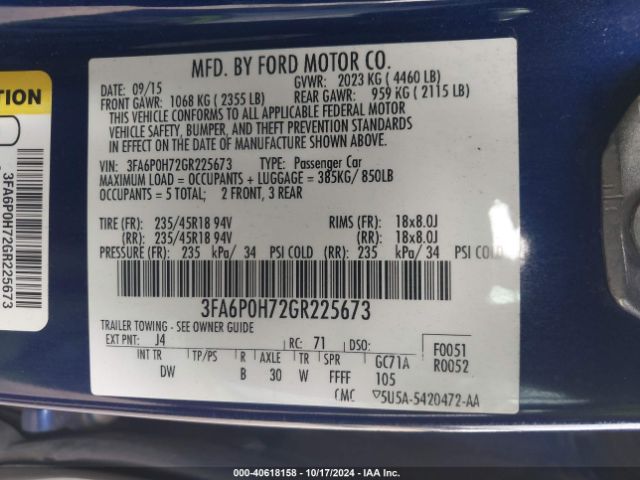 MFD. BY FORD MOTOR CO.
DATE: 09/15 GVWR: 2023 KG ( 4460 LB)
FRONT GAWR: 1068 KG ( 2355 LB) REAR GAWR: 959 KG ( 2115 LB)
THIS VEHICLE CONFORMS TO ALL APPLICABLE FEDERAL MOTOR
VEHICLE SAFETY, BUMPER, AND THEFT PREVENTION STANDARDS
IN EFFECT ON THE DATE OF MANUFACTURE SHOWN ABOVE.
VIN: 3FA6P0H72GR225673 TYPE: Passenger Car
MAXIMUM LOAD = OCCUPANTS + LUGGAGE = 385KG/ 850LB
OCCUPANTS = 5 TOTAL; 2 FRONT, 3 REAR
TIRE (FR): 235/45R18 94V RIMS (FR): 18x8.0J
(RR): 235/45R18 94V (RR): 18x8.0J
PRESSURE (FR): 235 kPa/ 34 PSI COLD (RR): 235 kPa/ 34 PSI COLD
3FA6P0H72GR225673
TRAILER TOWING - SEE OWNER GUIDE
EXT PNT: J4 RC: 71 DSO: F0051
INT TR TP/PS R AXLE TR SPR GC71A R0052
DW B 30 W FFFF 105
CMC ▽5U5A-5420472-AA
TION
3FA6P0H72GR225673
© - 40618158 - 10/17/2024 - IAA, Inc.